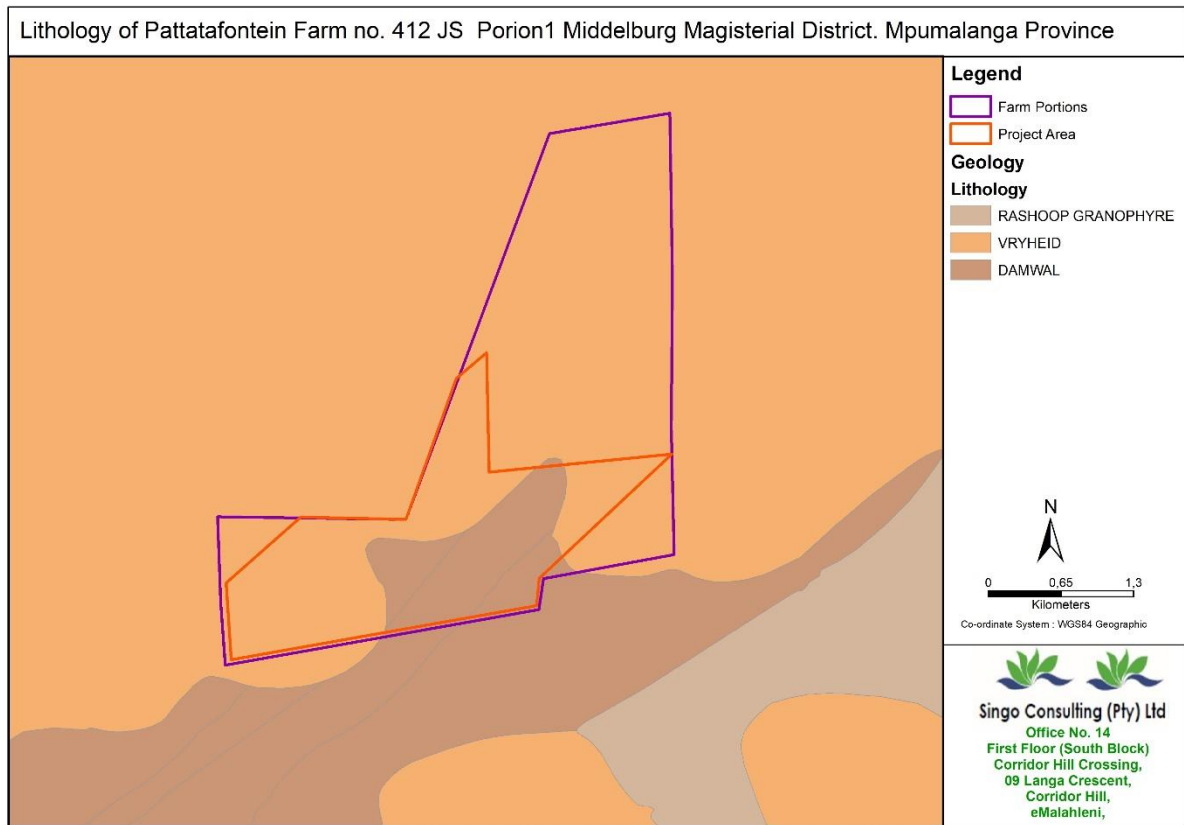 Lithology of Pattatafontein Farm no. 412 JS  Porion1 Middelburg Magisterial District. Mpumalanga Province
Legend
Farm Portions
Project Area
Geology
Lithology
RASHOOP GRANOPHYRE
VRYHEID
DAMWAL
N
0 0,65 1,3
Kilometers
Co-ordinate System : WGS84 Geographic
Singo Consulting (Pty) Ltd
Office No. 14
First Floor (South Block)
Corridor Hill Crossing,
09 Langa Crescent,
Corridor Hill,
eMalahleni,